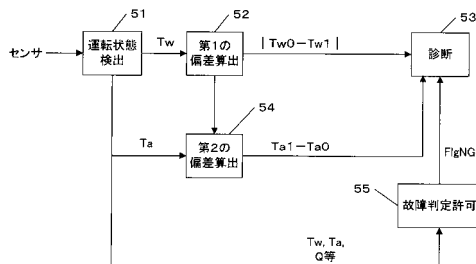 51
52
53
センサ
運転状態
検出
Tw
第1の
偏差算出
|Tw0−Tw1|
診断
54
Ta
第2の
偏差算出
Ta1−Ta0
FlgNG
55
故障判定許可
Tw, Ta,
Q等